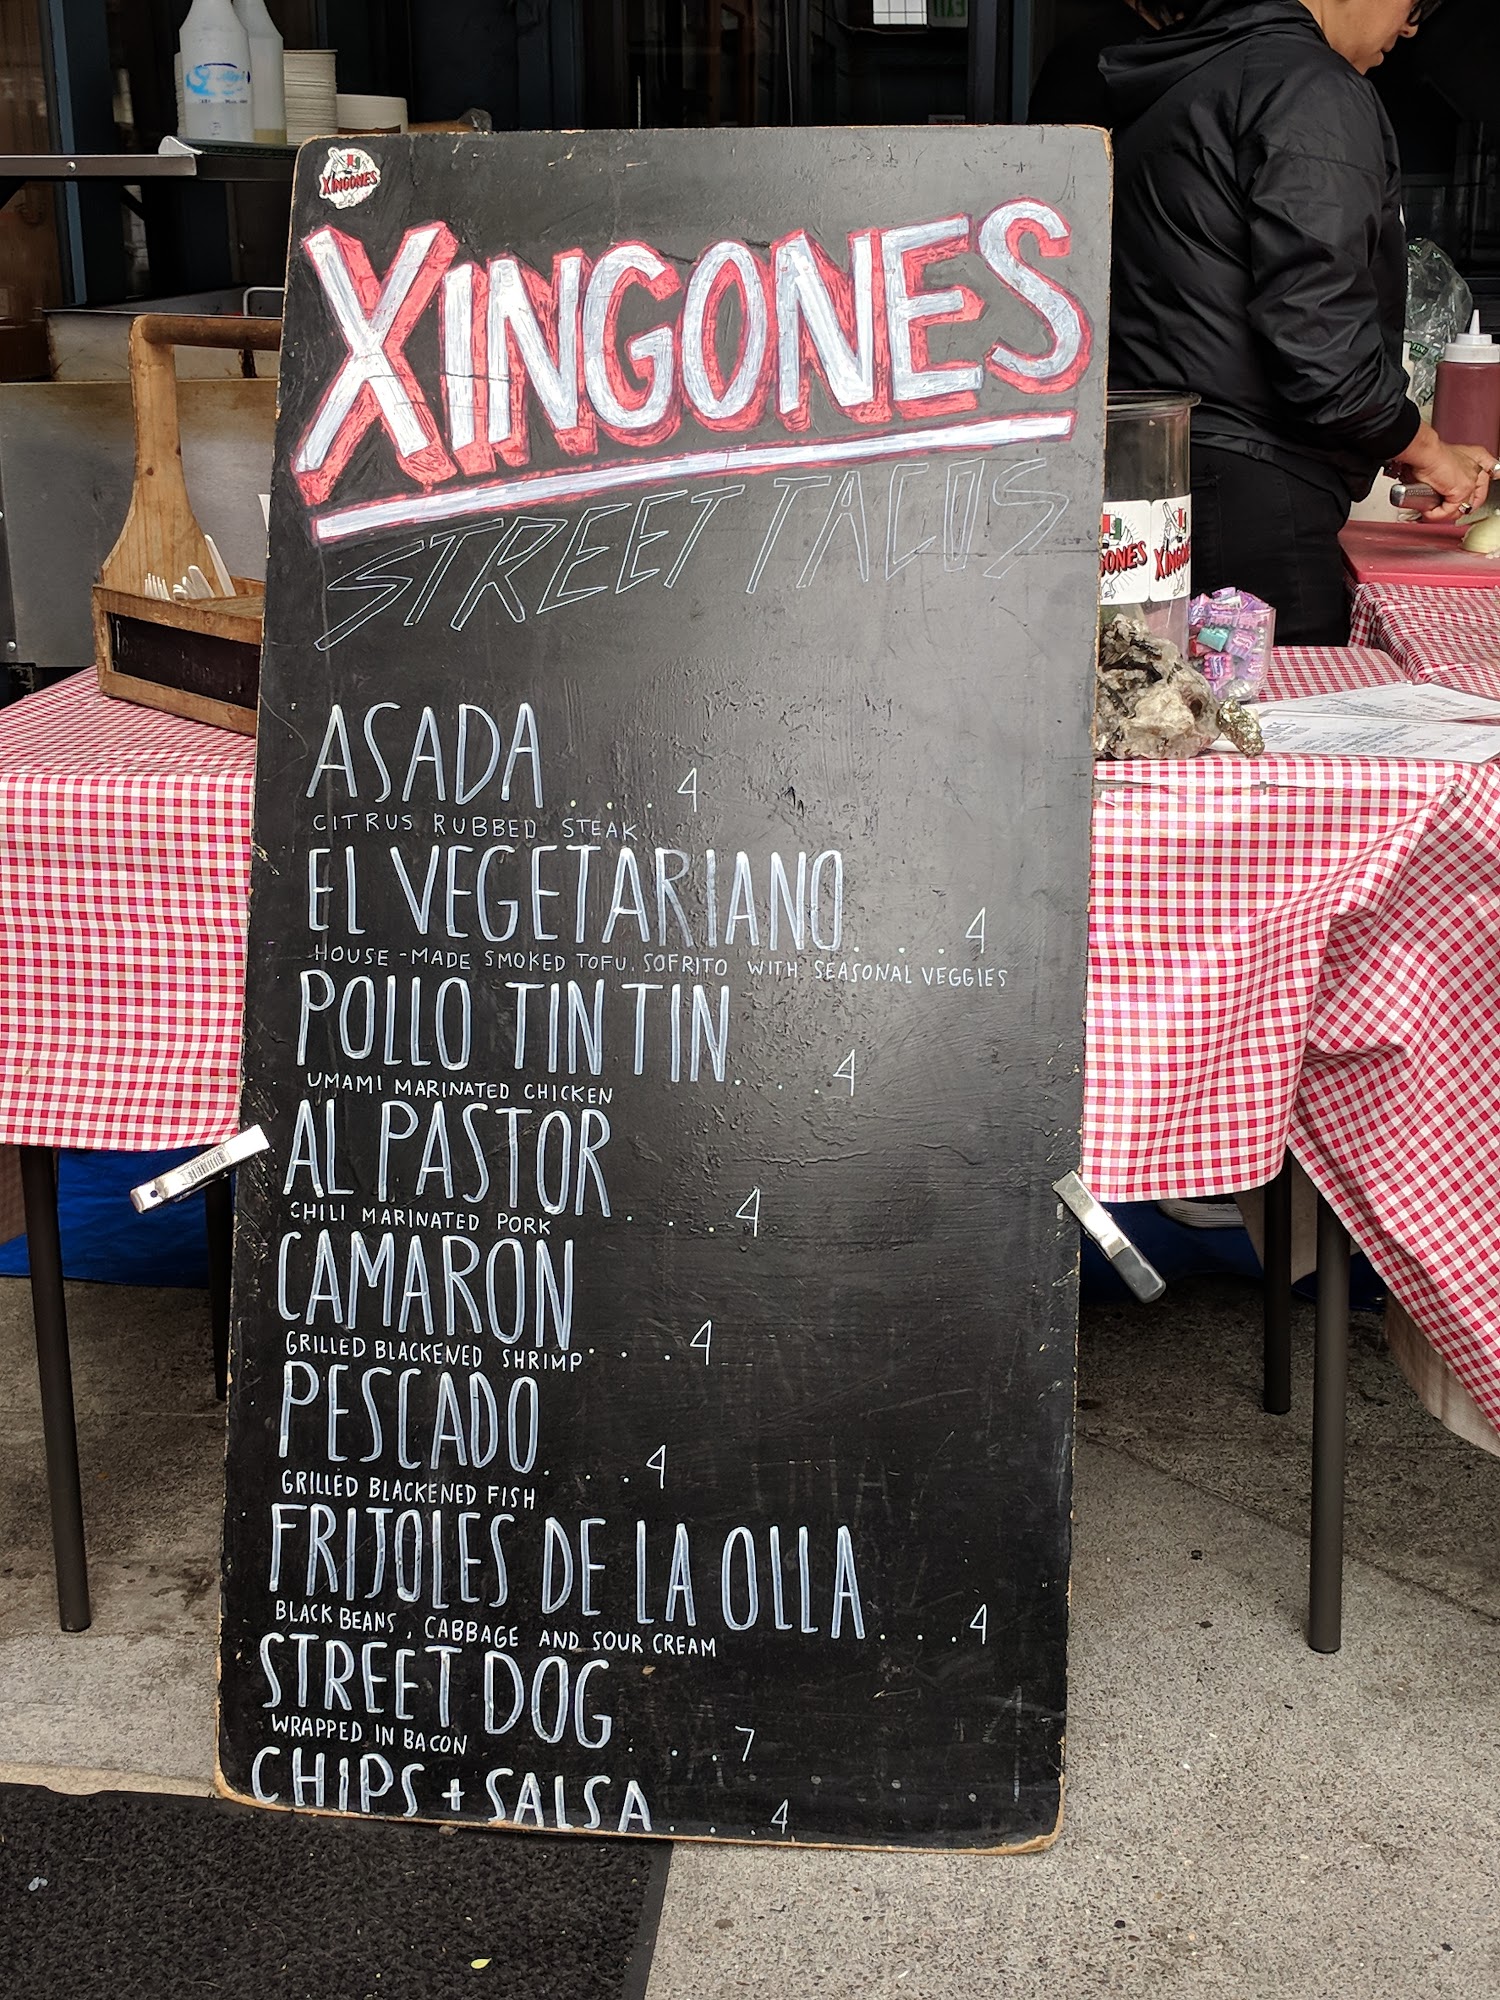 XINGONES
XINGONES
STREET TACOS
ASADA .... 4
CITRUS RUBBED STEAK
EL VEGETARIANO.... 4
HOUSE-MADE SMOKED TOFU, SOFRITO WITH SEASONAL VEGGIES
POLLO TIN TIN.... 4
UMAMI MARINATED CHICKEN
AL PASTOR.... 4
CHILI MARINATED PORK
CAMARON.... 4
GRILLED BLACKENED SHRIMP
PESCADO.... 4
GRILLED BLACKENED FISH
FRIJOLES DE LA OLLA....4
BLACK BEANS, CABBAGE AND SOUR CREAM
STREET DOG....7
WRAPPED IN BACON
CHIPS + SALSA....4
EXIT